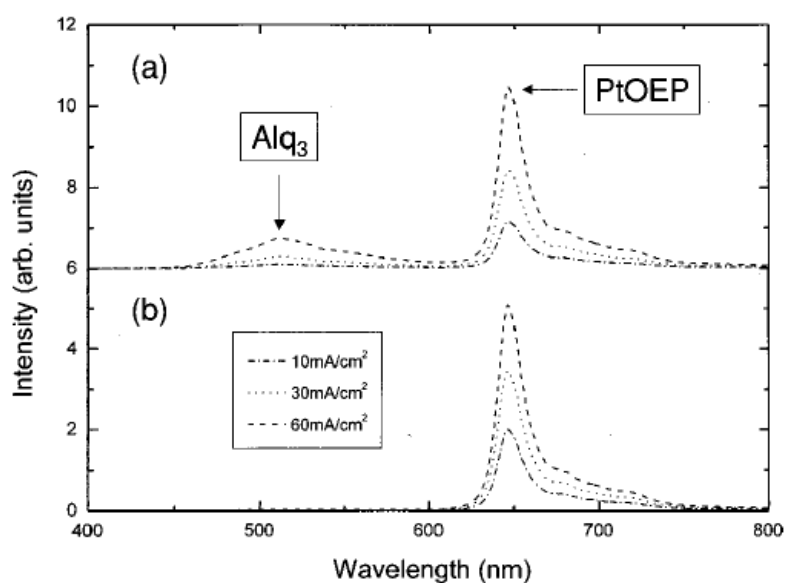 12
(a)
10
PtOEP
Alq₃
8
6
(b)
4
10mA/cm²
30mA/cm²
60mA/cm²
2
0
400 500 600 700 800
Intensity (arb. units)
Wavelength (nm)